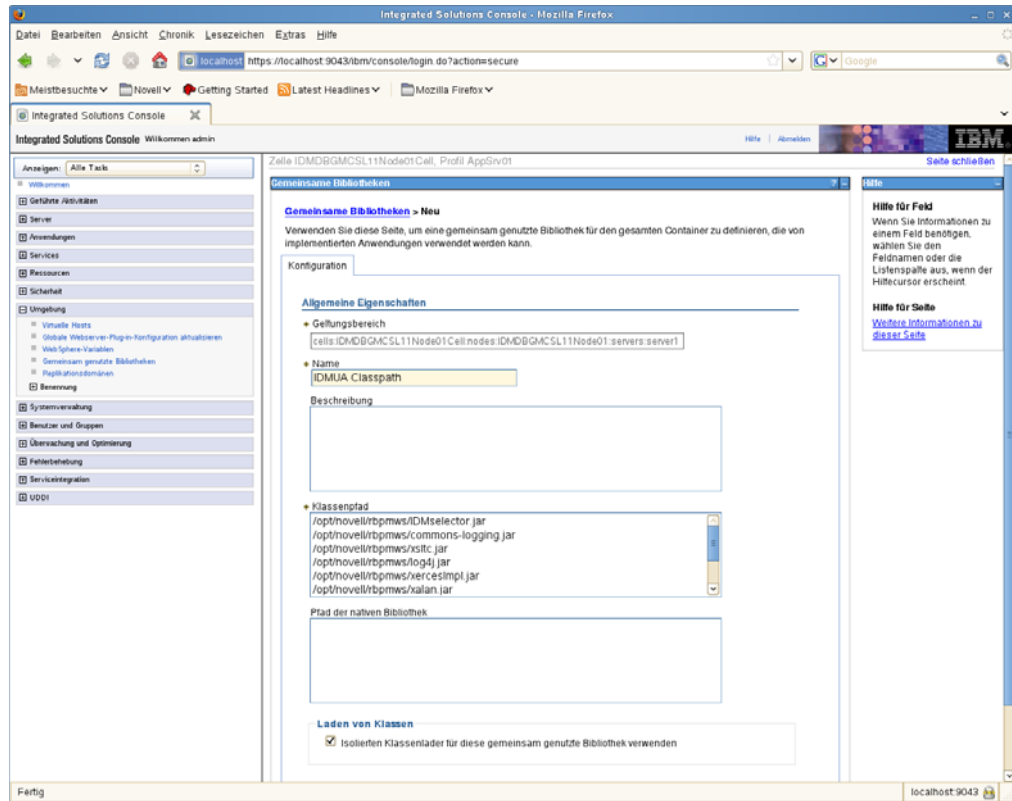 Integrated Solutions Console - Mozilla Firefox
Datei Bearbeiten Ansicht Chronik Lesezeichen Extras Hilfe
localhost https://localhost:9043/ibm/console/login.do?action=secure
Google
Meistbesuchte Novell Getting Started Latest Headlines Mozilla Firefox
Integrated Solutions Console
Integrated Solutions Console Willkommen admin
Hilfe | Abmelden
IBM.
Anzeigen: Alle Tasks
Willkommen
Geführte Aktivitäten
Server
Anwendungen
Services
Ressourcen
Sicherheit
Umgebung
Virtuelle Hosts
Globale Webserver-Plug-in-Konfiguration aktualisieren
WebSphere-Variablen
Gemeinsam genutzte Bibliotheken
Replikationsdomänen
Benennung
Systemverwaltung
Benutzer und Gruppen
Überwachung und Optimierung
Fehlerbehebung
Serviceintegration
UDDI
Zelle IDMDBGMCSL11Node01Cell, Profil AppSrv01
Seite schließen
Gemeinsame Bibliotheken
Gemeinsame Bibliotheken > Neu
Verwenden Sie diese Seite, um eine gemeinsam genutzte Bibliothek für den gesamten Container zu definieren, die von
implementierten Anwendungen verwendet werden kann.
Konfiguration
Allgemeine Eigenschaften
Geltungsbereich
cells:IDMDBGMCSL11Node01Cell:nodes:IDMDBGMCSL11Node01:servers:server1
Name
IDMUA Classpath
Beschreibung
Klassenpfad
/opt/novell/rbpmws/IDMselector.jar
/opt/novell/rbpmws/commons-logging.jar
/opt/novell/rbpmws/xsltc.jar
/opt/novell/rbpmws/log4j.jar
/opt/novell/rbpmws/xercesImpl.jar
/opt/novell/rbpmws/xalan.jar
Pfad der nativen Bibliothek
Laden von Klassen
Isolierten Klassenlader für diese gemeinsam genutzte Bibliothek verwenden
Hilfe
Hilfe für Feld
Wenn Sie Informationen zu
einem Feld benötigen,
wählen Sie den
Feldnamen oder die
Listenspalte aus, wenn der
Hilfecursor erscheint.
Hilfe für Seite
Weitere Informationen zu
dieser Seite
Fertig
localhost:9043